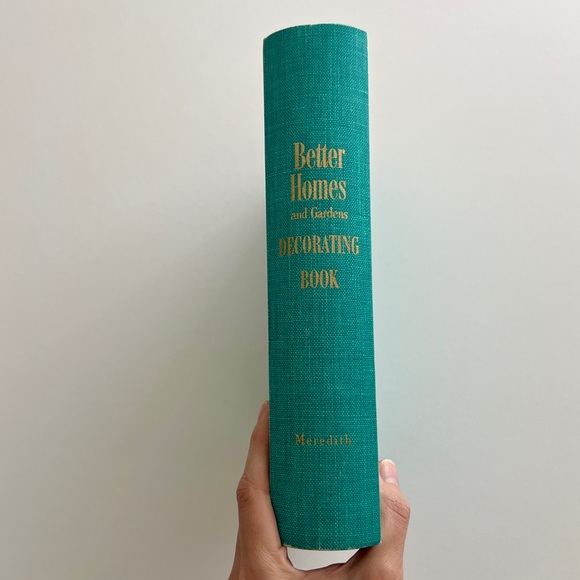 Better
Homes
and Gardens
DECORATING
BOOK
Meredith